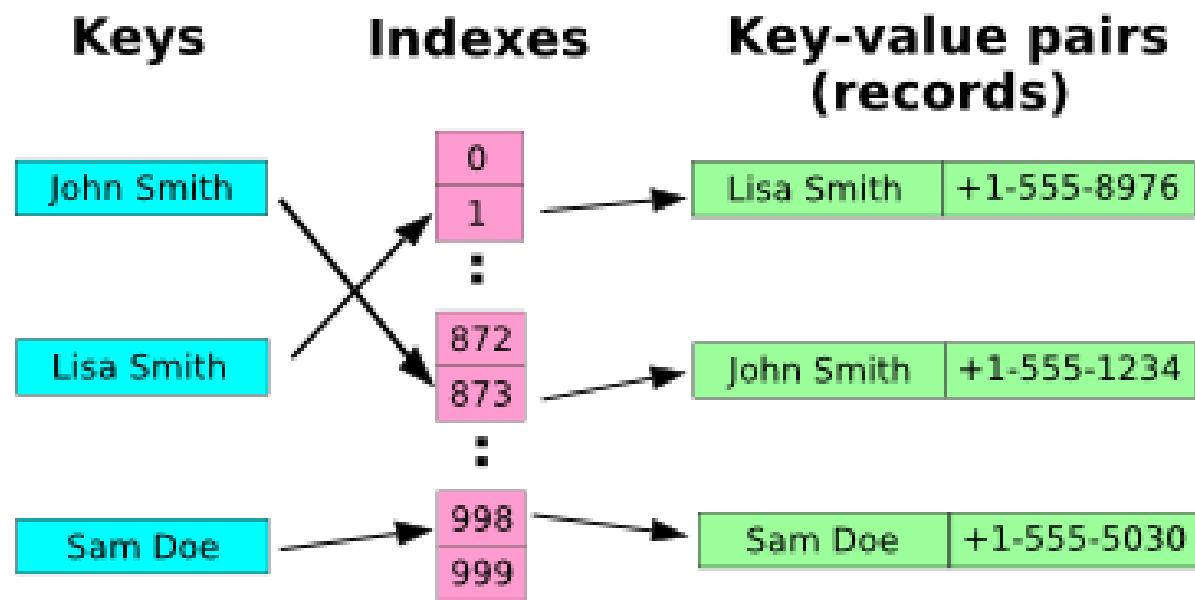 Keys
Indexes
Key-value pairs
(records)
John Smith
Lisa Smith
Sam Doe
0
1
:
872
873
:
998
999
Lisa Smith +1-555-8976
John Smith +1-555-1234
Sam Doe +1-555-5030